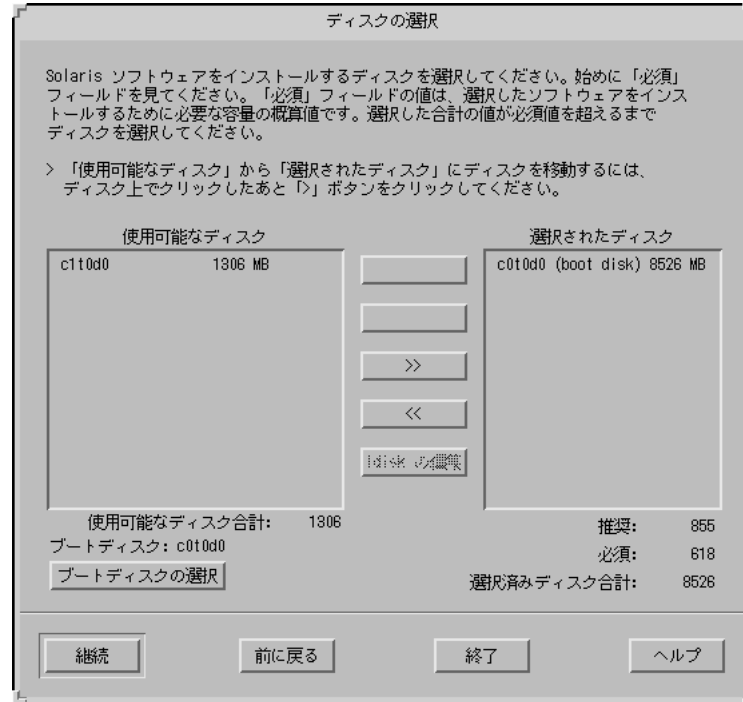 ディスクの選択
Solaris ソフトウェアをインストールするディスクを選択してください。始めに「必須」
フィールドを見てください。「必須」フィールドの値は、選択したソフトウェアをインス
トールするために必要な容量の概算値です。選択した合計の値が必須値を超えるまで
ディスクを選択してください。
> 「使用可能なディスク」から「選択されたディスク」にディスクを移動するには、
ディスク上でクリックしたあと「>」ボタンをクリックしてください。
使用可能なディスク
c1t0d0 1306 MB
>>
<<
の編集
選択されたディスク
c0t0d0 (boot disk) 8526 MB
使用可能なディスク合計: 1306
ブートディスク: c0t0d0
ブートディスクの選択
推奨: 855
必須: 618
選択済みディスク合計: 8526
継続
前に戻る
終了
ヘルプ